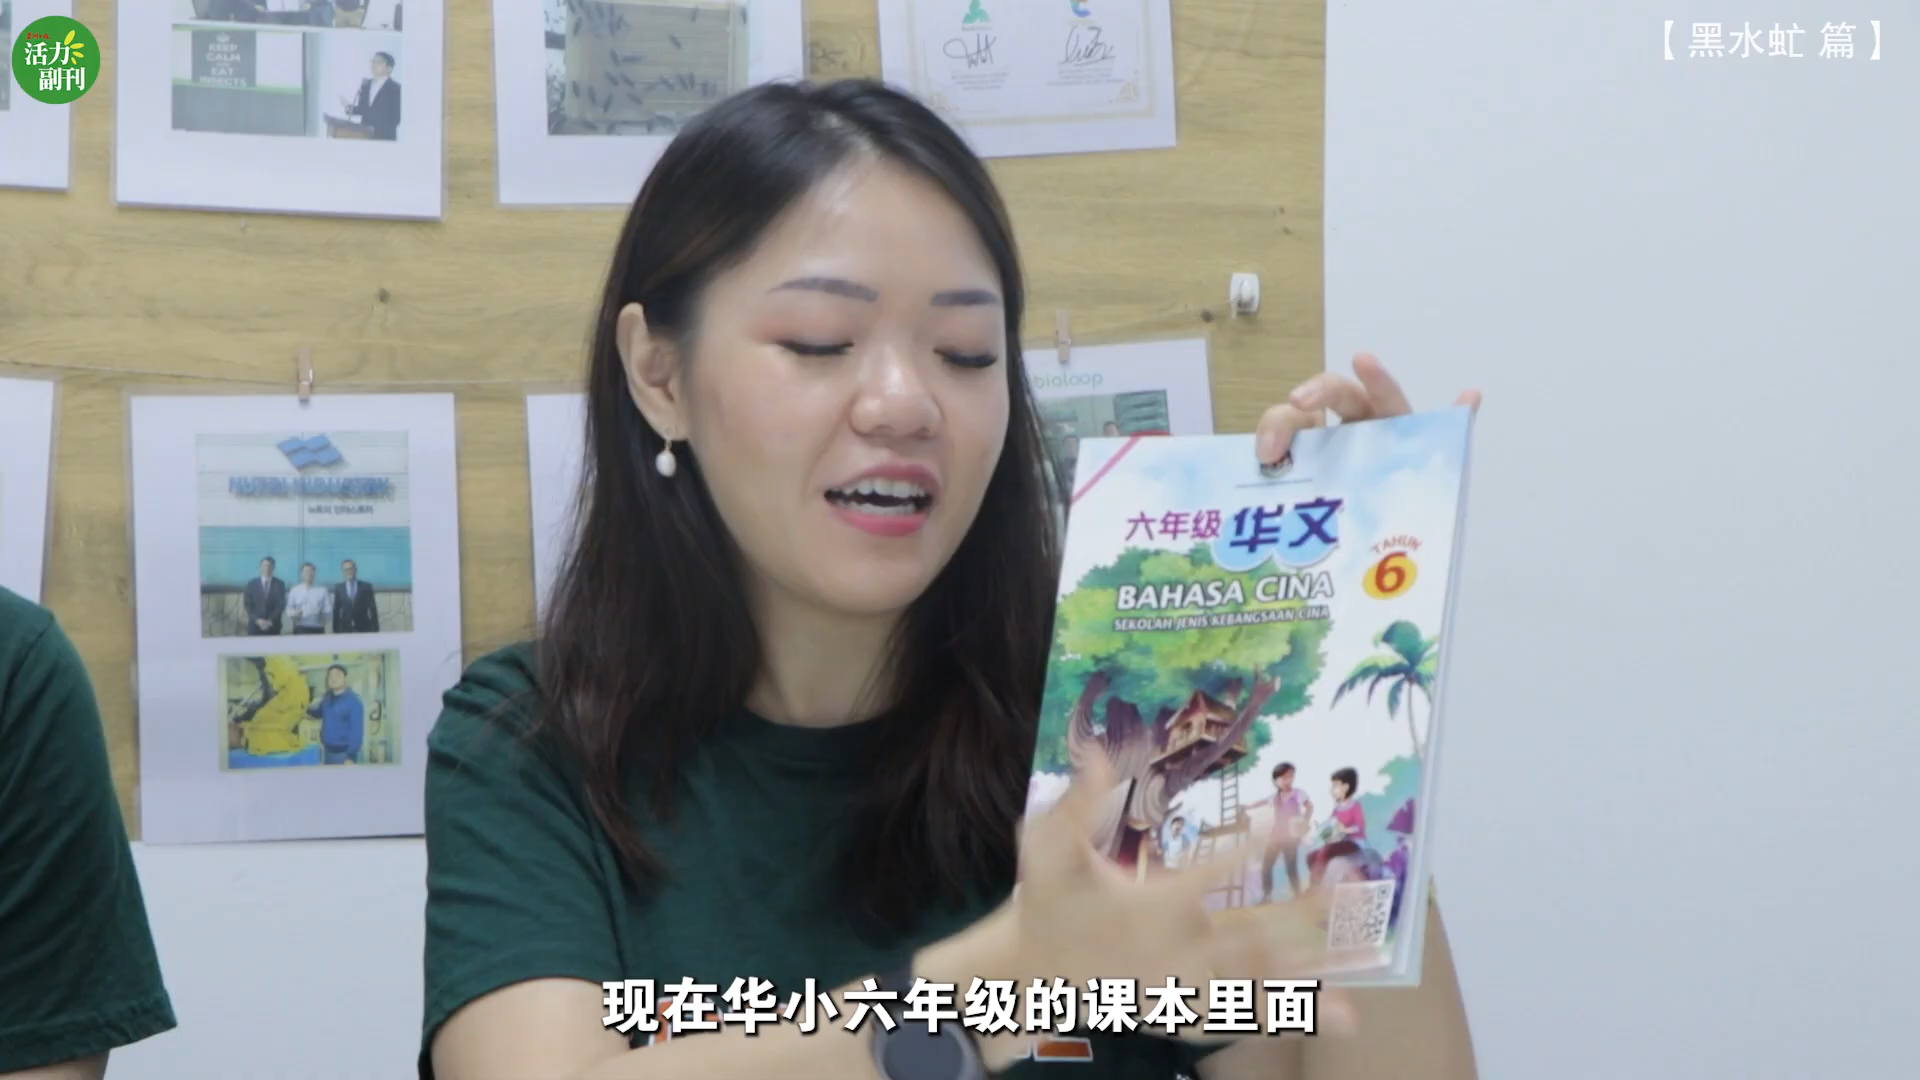 活力
副刊
【黑水虻 篇】
KEEP
CALM
EAT
INSECTS
bioloop
NUTRI INDUSTRY
六年级 华文
TAHUN
6
BAHASA CINA
SEKOLAH JENIS KEBANGSAAN CINA
现在华小六年级的课本里面